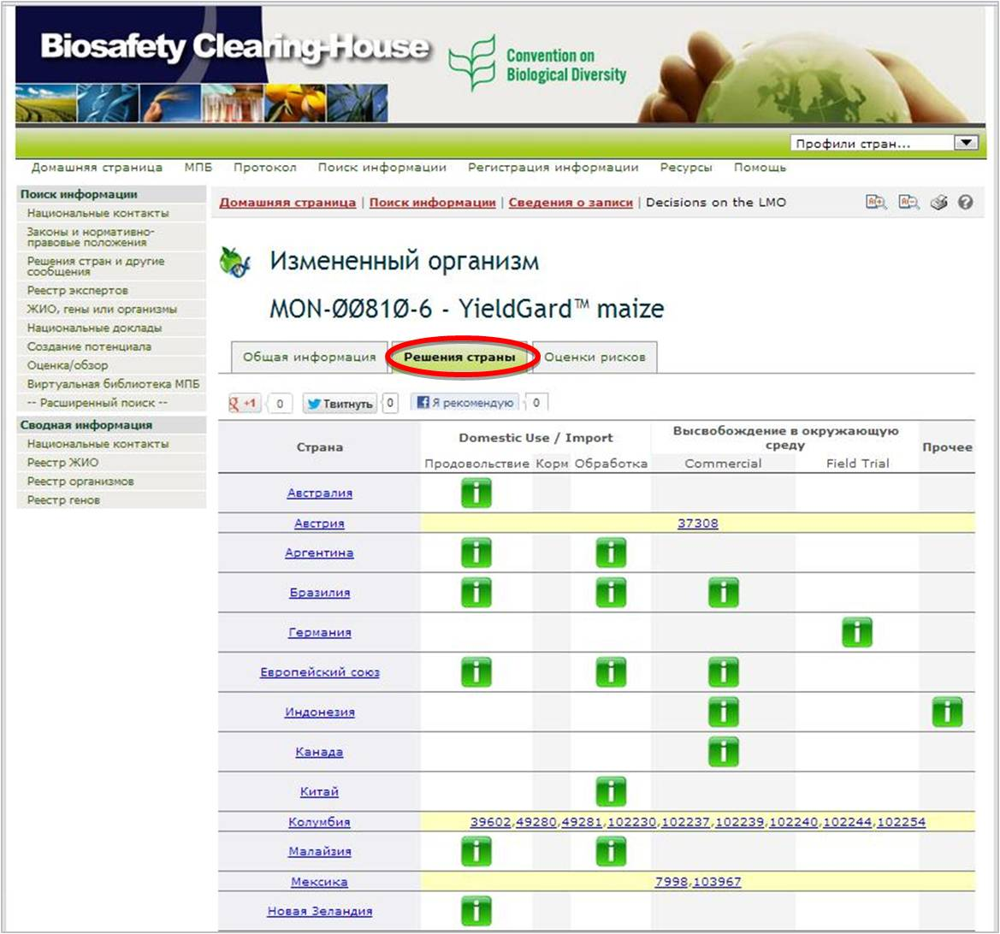 Biosafety Clearing-House
Convention on
Biological Diversity
Профили стран...
Домашняя страница МПБ Протокол Поиск информации Регистрация информации Ресурсы Помощь
Поиск информации
Национальные контакты
Законы и нормативно-
правовые положения
Решения стран и другие
сообщения
Реестр экспертов
ЖИО, гены или организмы
Национальные доклады
Создание потенциала
Оценка/обзор
Виртуальная библиотека МПБ
-- Расширенный поиск --
Сводная информация
Национальные контакты
Реестр ЖИО
Реестр организмов
Реестр генов
Домашняя страница | Поиск информации | Сведения о записи | Decisions on the LMO
Измененный организм
MON-ØØ81Ø-6 - YieldGard™ maize
Общая информация Решения страны Оценки рисков
g +1 0 Твитнуть 0 f Я рекомендую 0
Страна Domestic Use / Import Высвобождение в окружающую
среду Прочее
Продовольствие Корм Обработка Commercial Field Trial
Австралия i
Австрия 37308
Аргентина i i
Бразилия i i i
Германия i
Европейский союз i i i
Индонезия i i
Канада i
Китай i
Колумбия 39602,49280,49281,102230,102237,102239,102240,102244,102254
Малайзия i i
Мексика 7998,103967
Новая Зеландия i